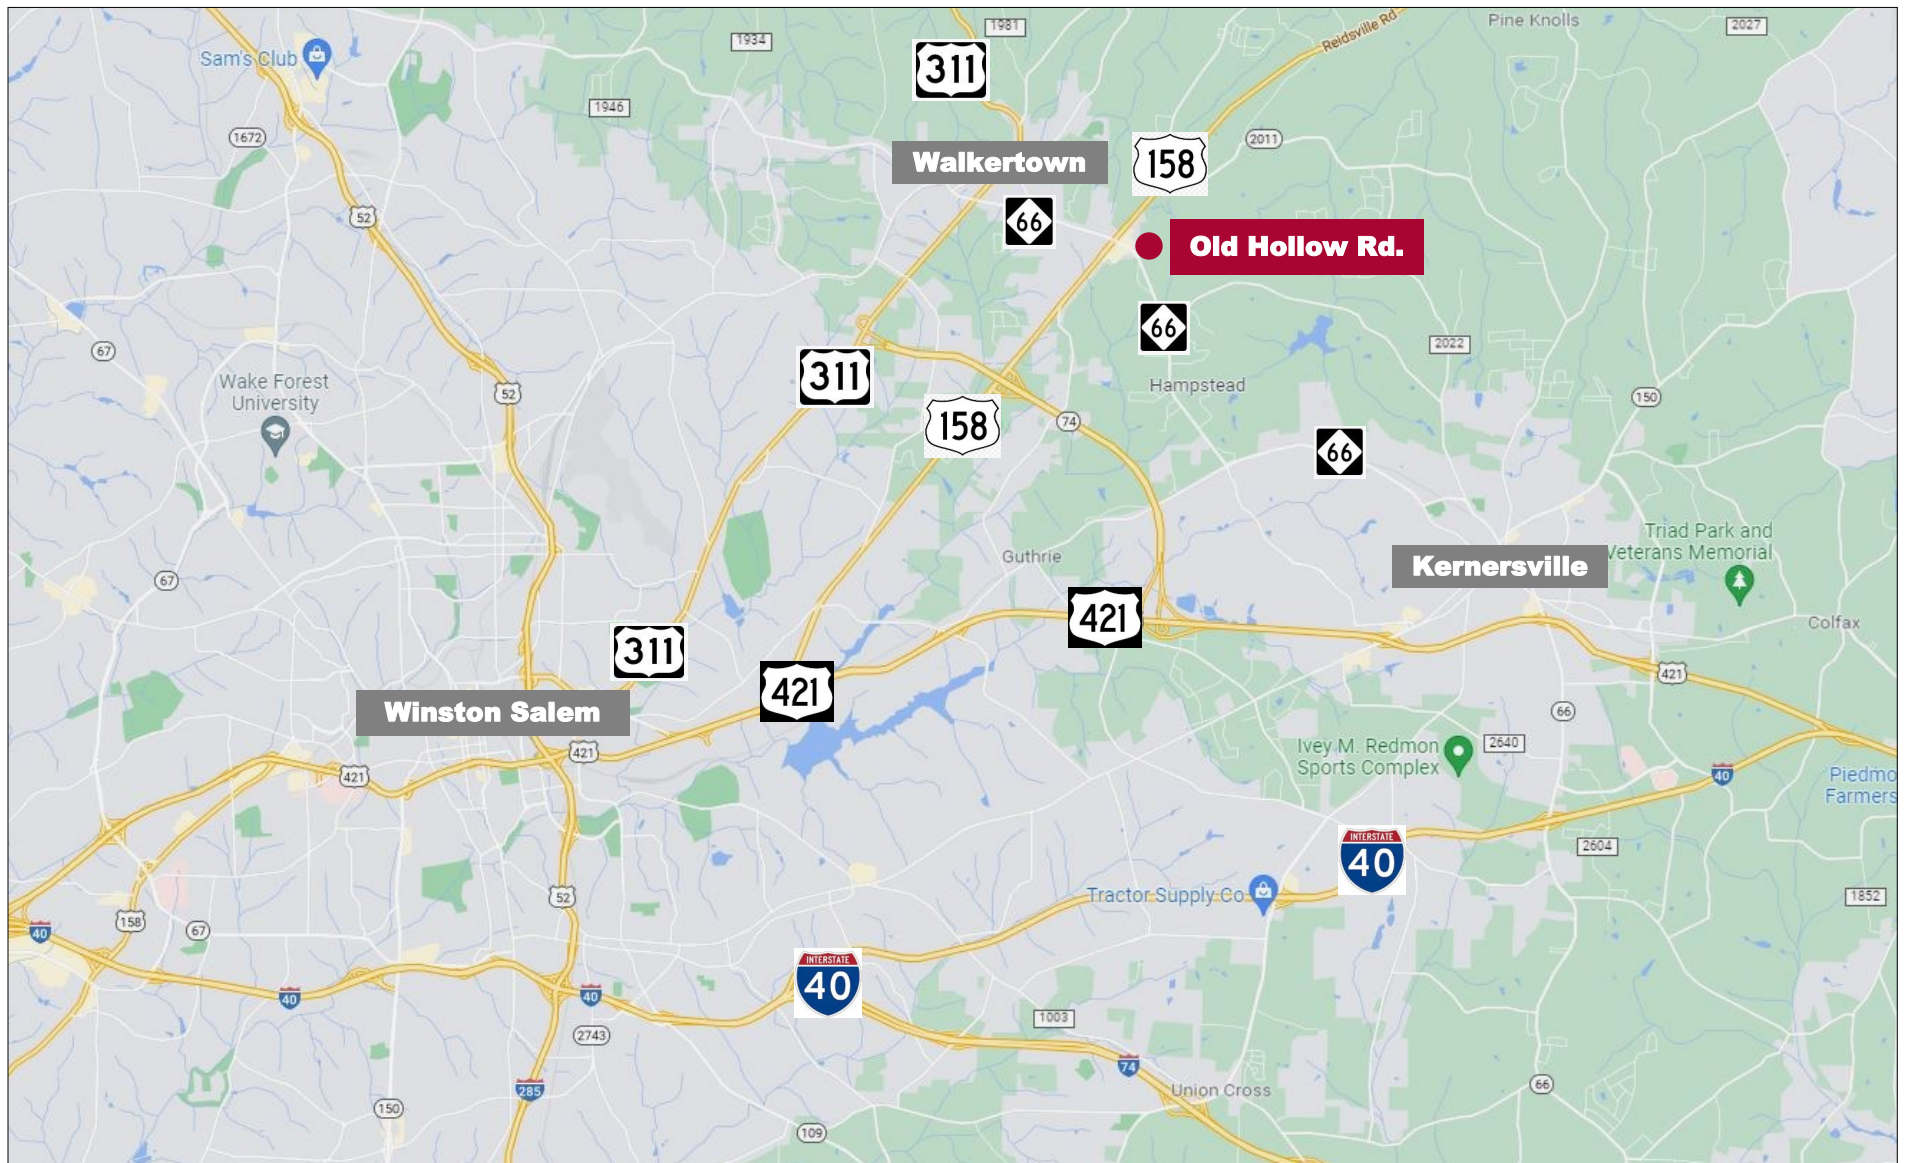 1981
Pine Knolls
2027
Reidsville Rd
1934
Sam's Club
311
1946
1672
2011
Walkertown
158
52
66
Old Hollow Rd.
66
67
2022
311
Wake Forest
University
52
Hampstead
150
158
74
66
Triad Park and
Veterans Memorial
Guthrie
Kernersville
67
421
Colfax
311
421
421
Winston Salem
66
Ivey M. Redmon
Sports Complex
2640
421
421
40
Piedmo
Farmers
INTERSTATE
40
2604
Tractor Supply Co
1852
52
158
67
40
INTERSTATE
40
40
40
1003
2743
74
285
Union Cross
66
150
109